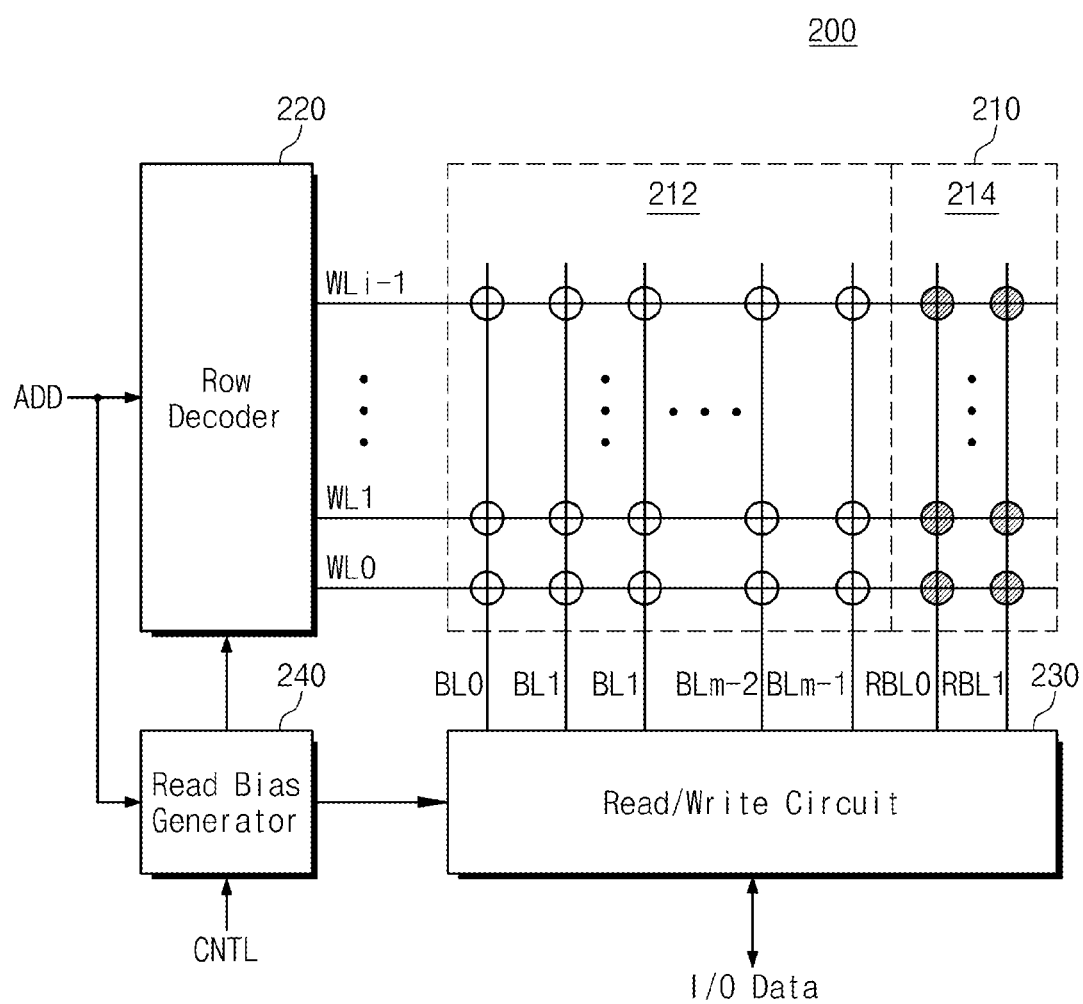 200
220
210
212
214
WLi-1
ADD
Row
Decoder
WL1
WL0
BL0 BL1 BL1 BLm-2 BLm-1 RBL0 RBL1
240
230
Read Bias
Generator
Read/Write Circuit
CNTL
I/O Data